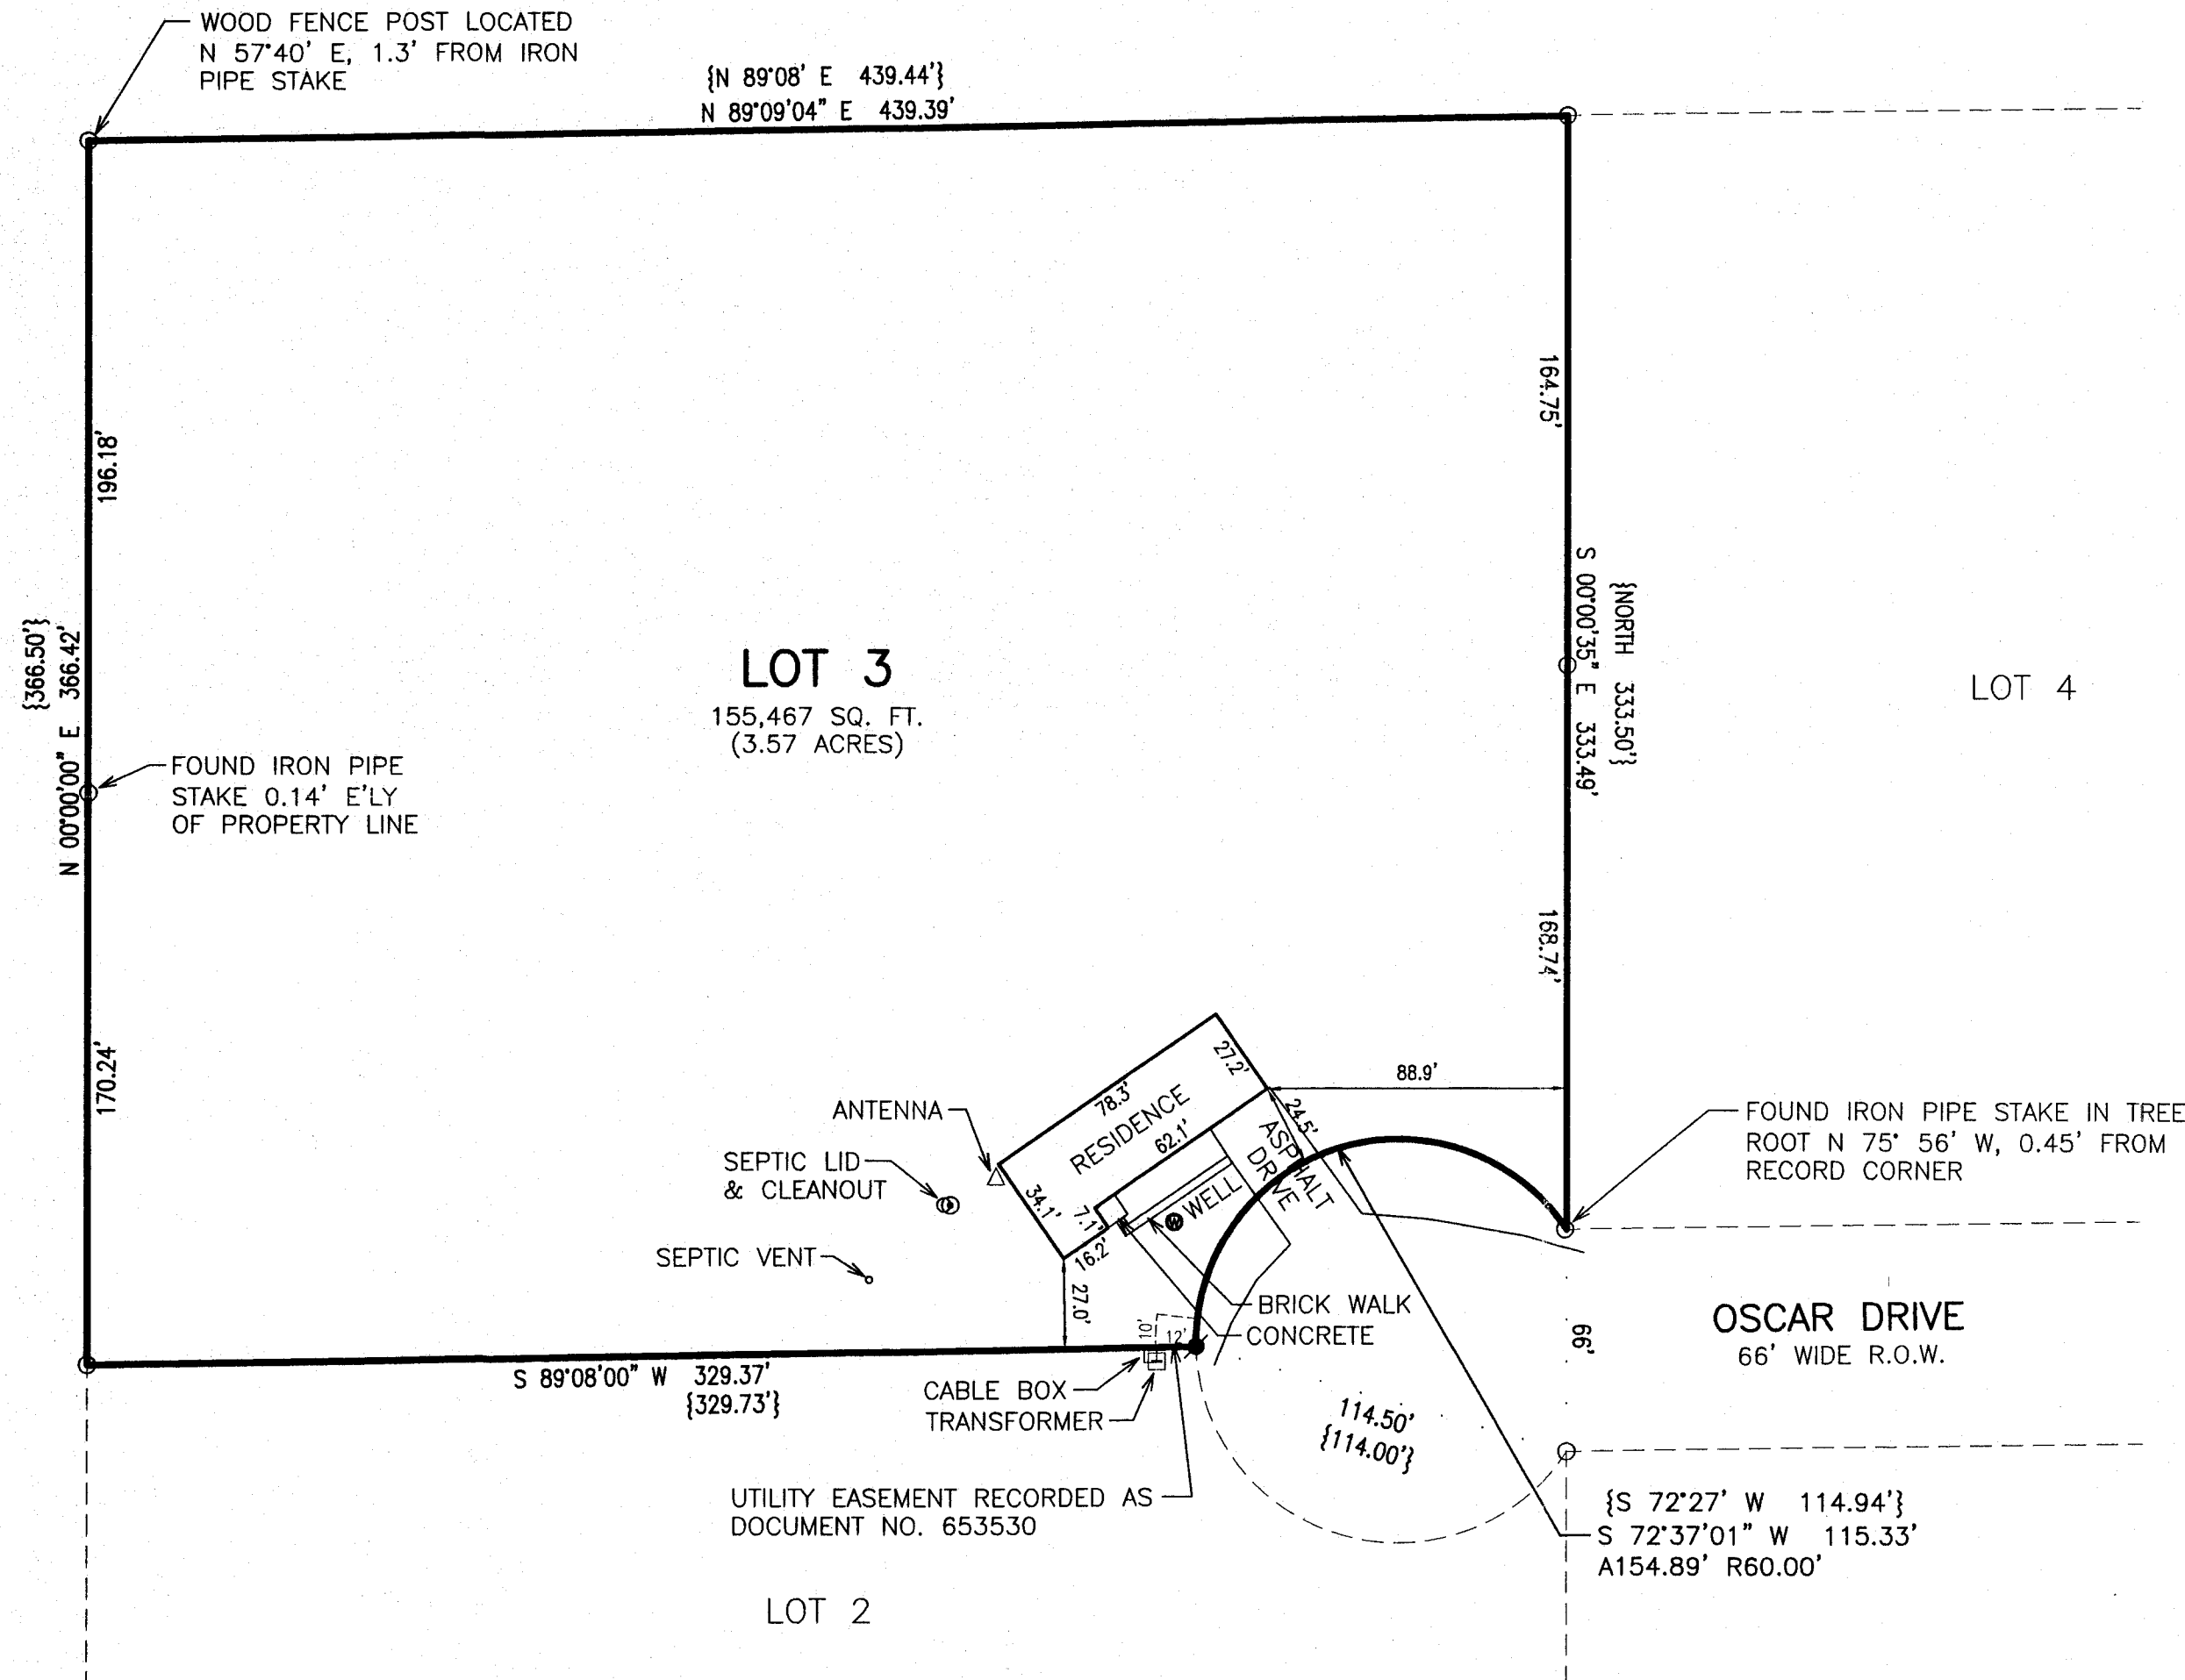 WOOD FENCE POST LOCATED
N 57°40' E, 1.3' FROM IRON
PIPE STAKE
{N 89°08' E 439.44'}
N 89°09'04" E 439.39'
196.18'
164.75'
{366.50'}
N 00°00'00" E 366.42'
S 00°00'35" E 333.49'
{NORTH 333.50'}
LOT 3
155,467 SQ. FT.
(3.57 ACRES)
LOT 4
FOUND IRON PIPE
STAKE 0.14' E'LY
OF PROPERTY LINE
168.74'
170.24'
27.2'
78.3'
RESIDENCE
62.1'
88.9'
24.5'
ASPHALT
DRIVE
ANTENNA
SEPTIC LID
& CLEANOUT
34.1'
7.1'
16.2'
W WELL
FOUND IRON PIPE STAKE IN TREE
ROOT N 75° 56' W, 0.45' FROM
RECORD CORNER
SEPTIC VENT
27.0'
BRICK WALK
CONCRETE
10'
12'
66'
OSCAR DRIVE
66' WIDE R.O.W.
S 89°08'00" W 329.37'
{329.73'}
CABLE BOX
TRANSFORMER
114.50'
{114.00'}
UTILITY EASEMENT RECORDED AS
DOCUMENT NO. 653530
{S 72°27' W 114.94'}
S 72°37'01" W 115.33'
A154.89' R60.00'
LOT 2